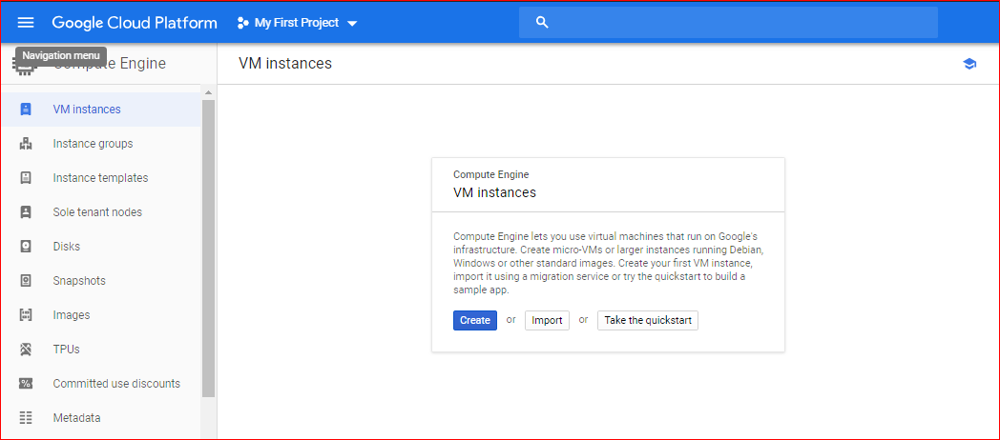 Google Cloud Platform
My First Project
Navigation menu
Compute Engine
VM instances
VM instances
Instance groups
Instance templates
Sole tenant nodes
Disks
Snapshots
Images
TPUs
Committed use discounts
Metadata
Compute Engine
VM instances
Compute Engine lets you use virtual machines that run on Google's
infrastructure. Create micro-VMs or larger instances running Debian,
Windows or other standard images. Create your first VM instance,
import it using a migration service or try the quickstart to build a
sample app.
Create or Import or Take the quickstart